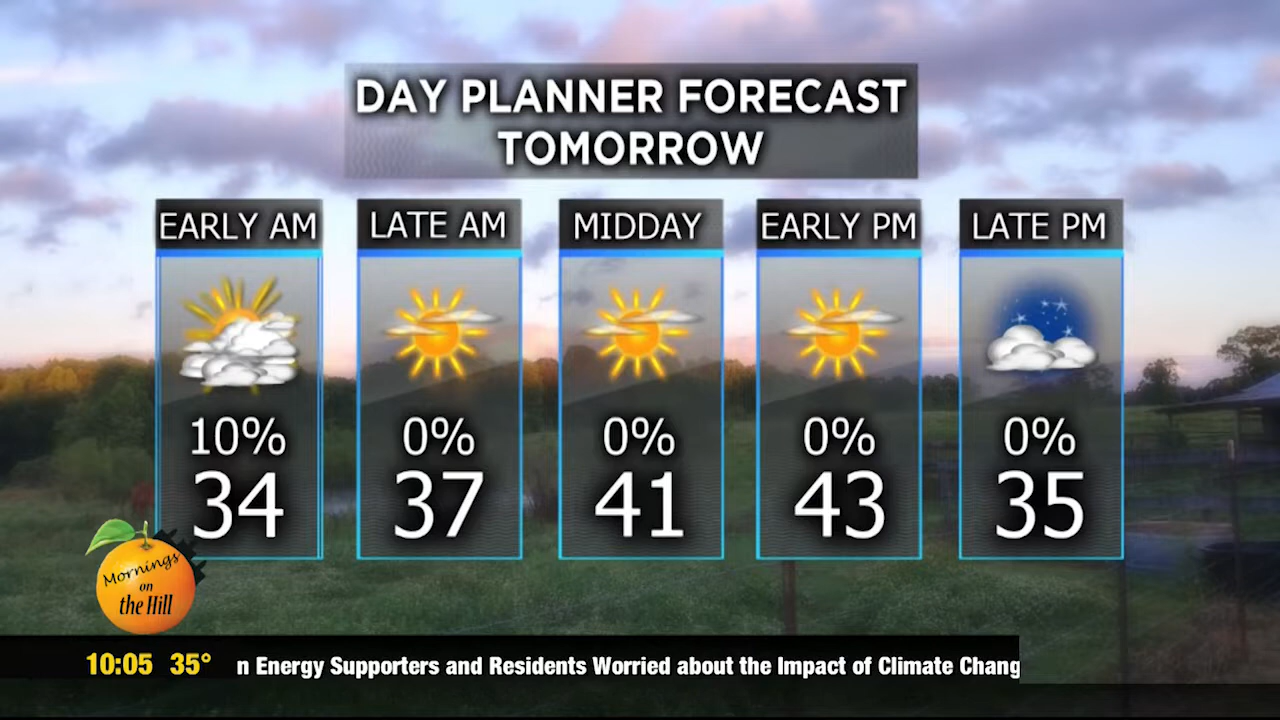 DAY PLANNER FORECAST
TOMORROW
EARLY AM
LATE AM
MIDDAY
EARLY PM
LATE PM
10%
0%
0%
0%
0%
34
37
41
43
35
Mornings
on
the Hill
10:05 35° n Energy Supporters and Residents Worried about the Impact of Climate Chang